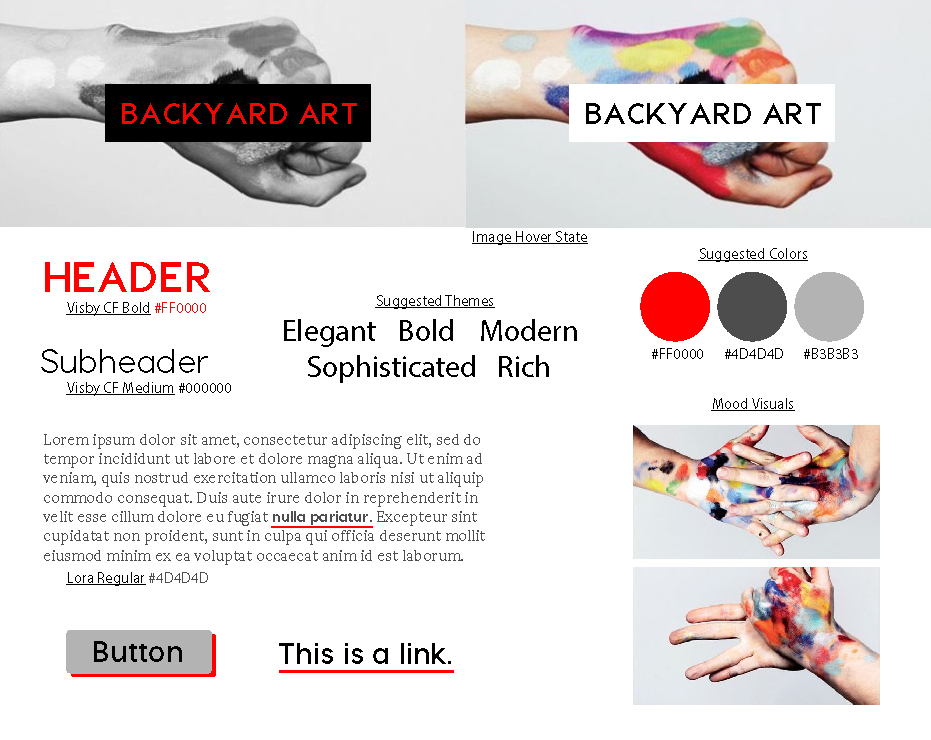 BACKYARD ART
BACKYARD ART
Image Hover State
HEADER
Visby CF Bold #FF0000
Subheader
Visby CF Medium #000000
Suggested Themes
Elegant Bold Modern
Sophisticated Rich
Suggested Colors
#FF0000 #4D4D4D #B3B3B3
Mood Visuals
Lorem ipsum dolor sit amet, consectetur adipiscing elit, sed do
tempor incididunt ut labore et dolore magna aliqua. Ut enim ad
veniam, quis nostrud exercitation ullamco laboris nisi ut aliquip
commodo consequat. Duis aute irure dolor in reprehenderit in
velit esse cillum dolore eu fugiat nulla pariatur. Excepteur sint
cupidatat non proident, sunt in culpa qui officia deserunt mollit
eiusmod minim ex ea voluptat occaecat anim id est laborum.
Lora Regular #4D4D4D
Button
This is a link.